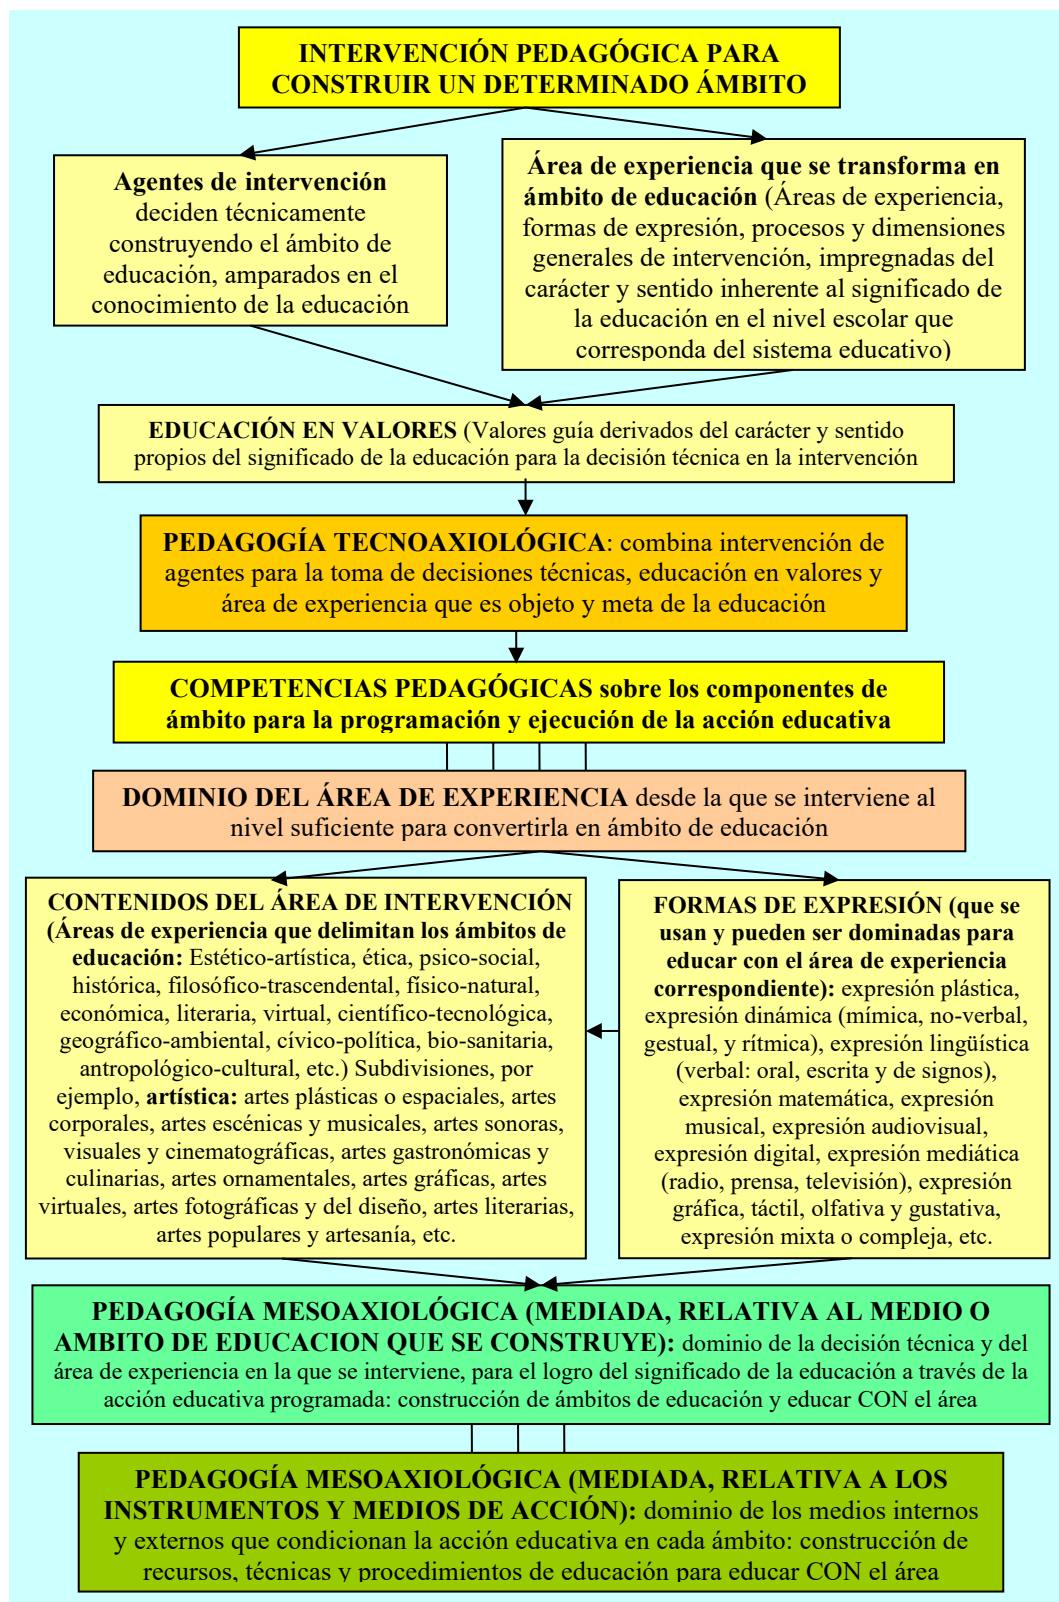 INTERVENCIÓN PEDAGÓGICA PARA
CONSTRUIR UN DETERMINADO ÁMBITO
Agentes de intervención
deciden técnicamente
construyendo el ámbito de
educación, amparados en el
conocimiento de la educación
Área de experiencia que se transforma en
ámbito de educación (Áreas de experiencia,
formas de expresión, procesos y dimensiones
generales de intervención, impregnadas del
carácter y sentido inherente al significado de
la educación en el nivel escolar que
corresponda del sistema educativo)
EDUCACIÓN EN VALORES (Valores guía derivados del carácter y sentido
propios del significado de la educación para la decisión técnica en la intervención
PEDAGOGÍA TECNOAXIOLÓGICA: combina intervención de
agentes para la toma de decisiones técnicas, educación en valores y
área de experiencia que es objeto y meta de la educación
COMPETENCIAS PEDAGÓGICAS sobre los componentes de
ámbito para la programación y ejecución de la acción educativa
DOMINIO DEL ÁREA DE EXPERIENCIA desde la que se interviene al
nivel suficiente para convertirla en ámbito de educación
CONTENIDOS DEL ÁREA DE INTERVENCIÓN
(Áreas de experiencia que delimitan los ámbitos de
educación: Estético-artística, ética, psico-social,
histórica, filosófico-trascendental, físico-natural,
económica, literaria, virtual, científico-tecnológica,
geográfico-ambiental, cívico-política, bio-sanitaria,
antropológico-cultural, etc.) Subdivisiones, por
ejemplo, artística: artes plásticas o espaciales, artes
corporales, artes escénicas y musicales, artes sonoras,
visuales y cinematográficas, artes gastronómicas y
culinarias, artes ornamentales, artes gráficas, artes
virtuales, artes fotográficas y del diseño, artes literarias,
artes populares y artesanía, etc.
FORMAS DE EXPRESIÓN (que se
usan y pueden ser dominadas para
educar con el área de experiencia
correspondiente): expresión plástica,
expresión dinámica (mímica, no-verbal,
gestual, y rítmica), expresión lingüística
(verbal: oral, escrita y de signos),
expresión matemática, expresión
musical, expresión audiovisual,
expresión digital, expresión mediática
(radio, prensa, televisión), expresión
gráfica, táctil, olfativa y gustativa,
expresión mixta o compleja, etc.
PEDAGOGÍA MESOAXIOLÓGICA (MEDIADA, RELATIVA AL MEDIO O
AMBITO DE EDUCACION QUE SE CONSTRUYE): dominio de la decisión técnica y del
área de experiencia en la que se interviene, para el logro del significado de la educación a través de la
acción educativa programada: construcción de ámbitos de educación y educar CON el área
PEDAGOGÍA MESOAXIOLÓGICA (MEDIADA, RELATIVA A LOS
INSTRUMENTOS Y MEDIOS DE ACCIÓN): dominio de los medios internos
y externos que condicionan la acción educativa en cada ámbito: construcción de
recursos, técnicas y procedimientos de educación para educar CON el área